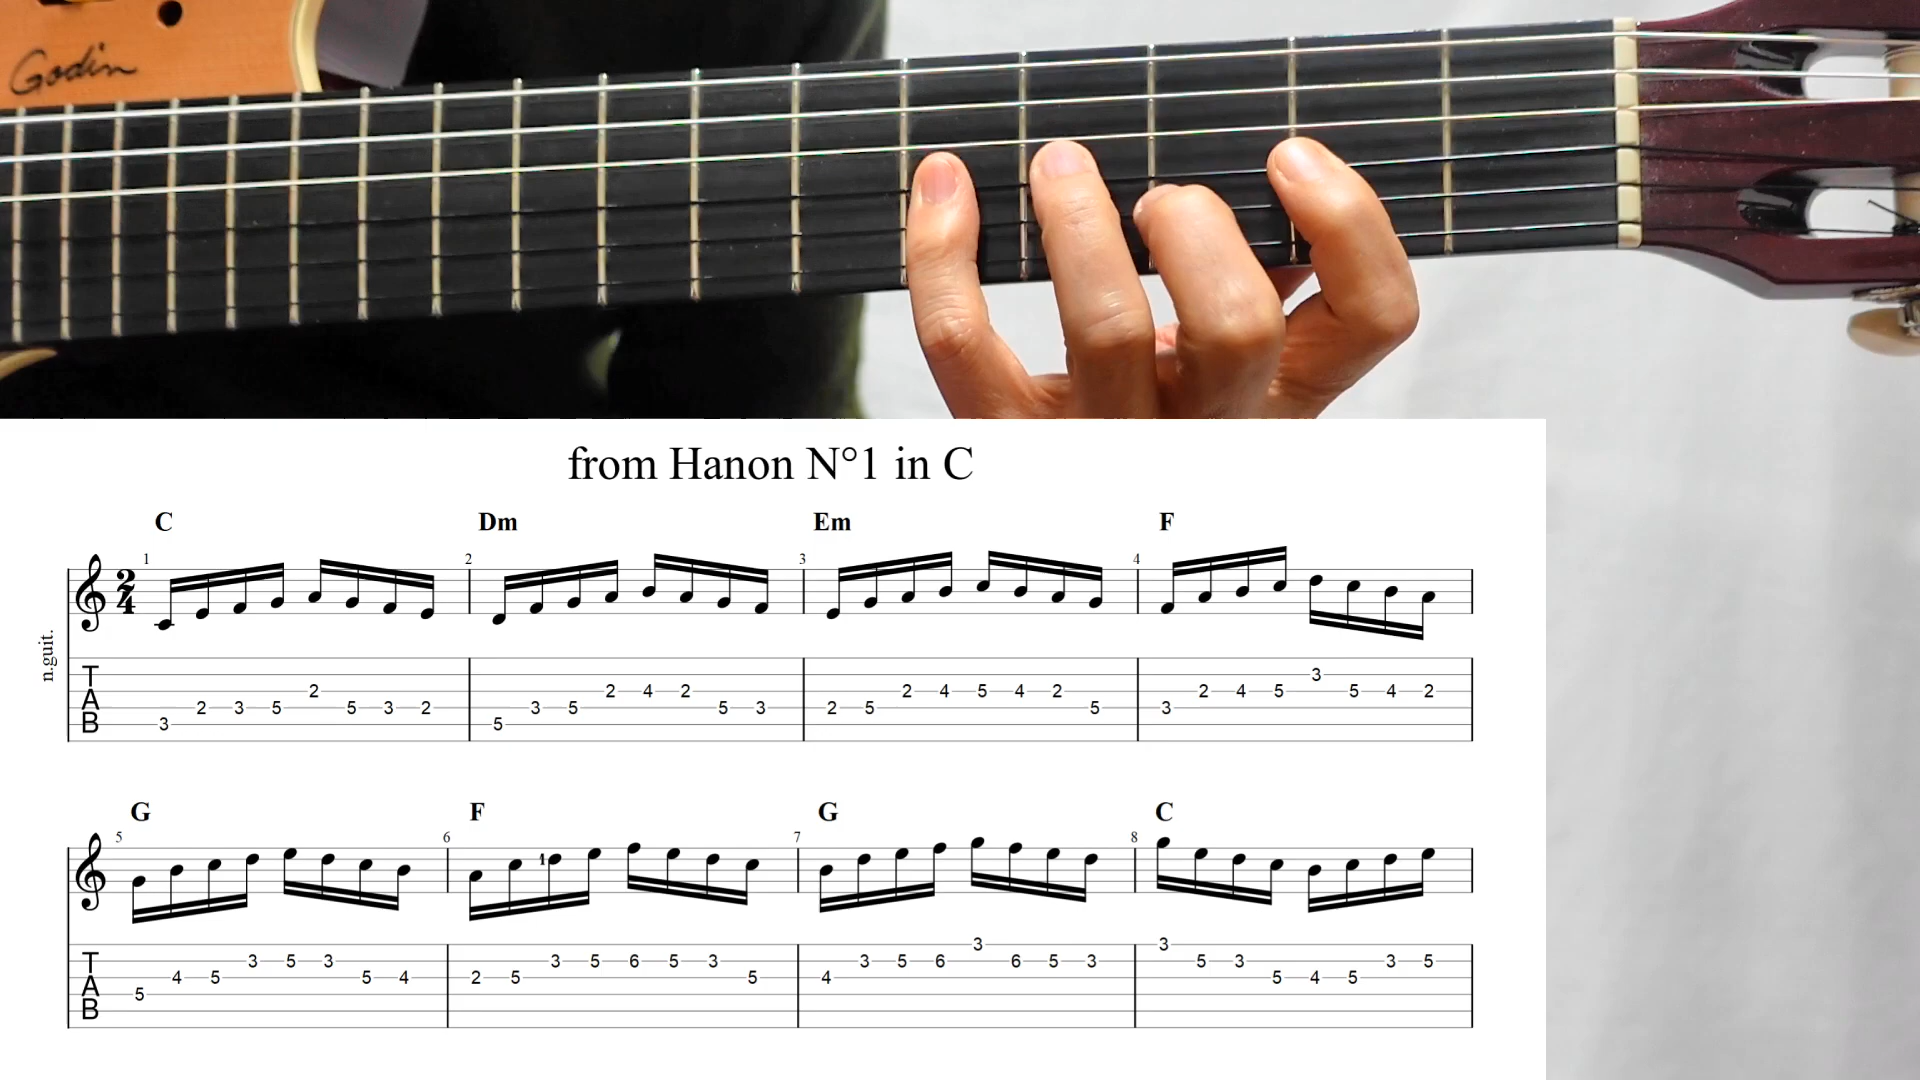 Godin
from Hanon N°1 in C
C Dm Em F
1 2 3 4
2
4
n.guit.
T
A
B
3 2 3 5 2 5 3 2 5 3 5 2 4 2 5 3 2 5 2 4 5 4 2 5 3 2 4 5 3 5 4 2
G F G C
5 6 7 8
1
T
A
B
5 4 5 3 5 3 5 4 2 5 3 5 6 5 3 5 4 3 5 6 3 6 5 3 3 5 3 5 4 5 3 5